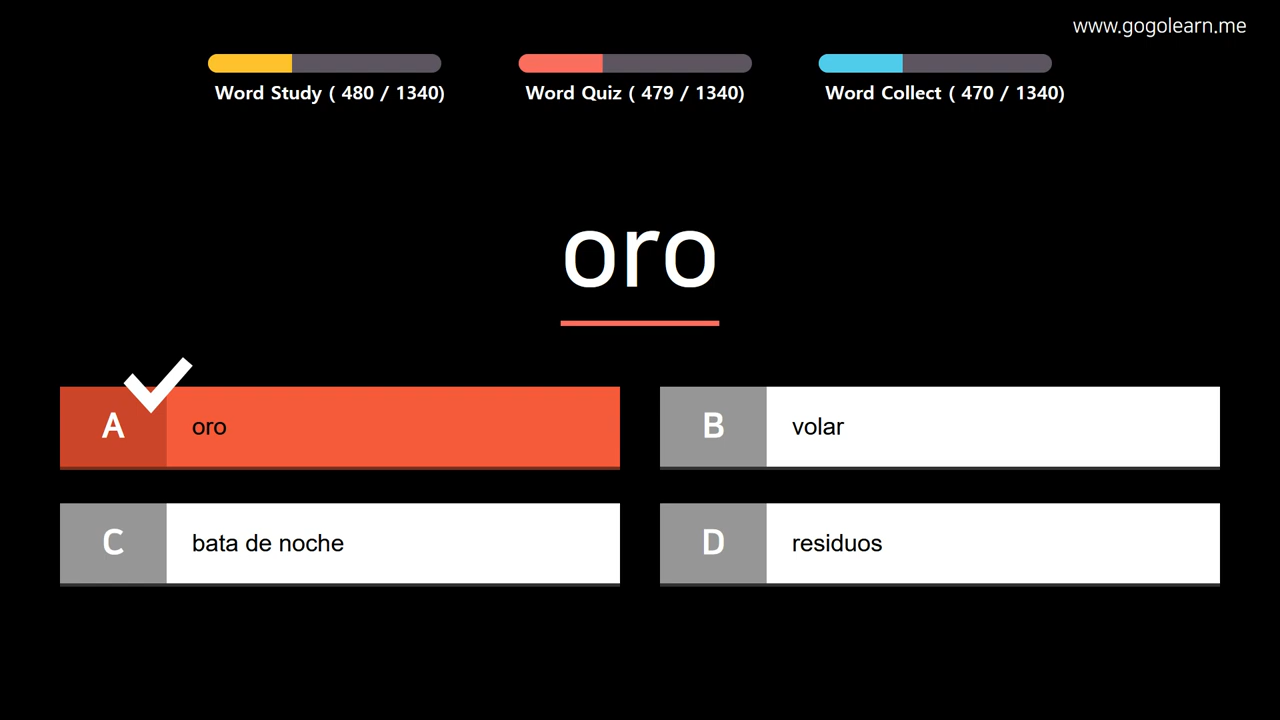 www.gogolearn.me
Word Study ( 480 / 1340)
Word Quiz ( 479 / 1340)
Word Collect ( 470 / 1340)
oro
A oro
B volar
C bata de noche
D residuos